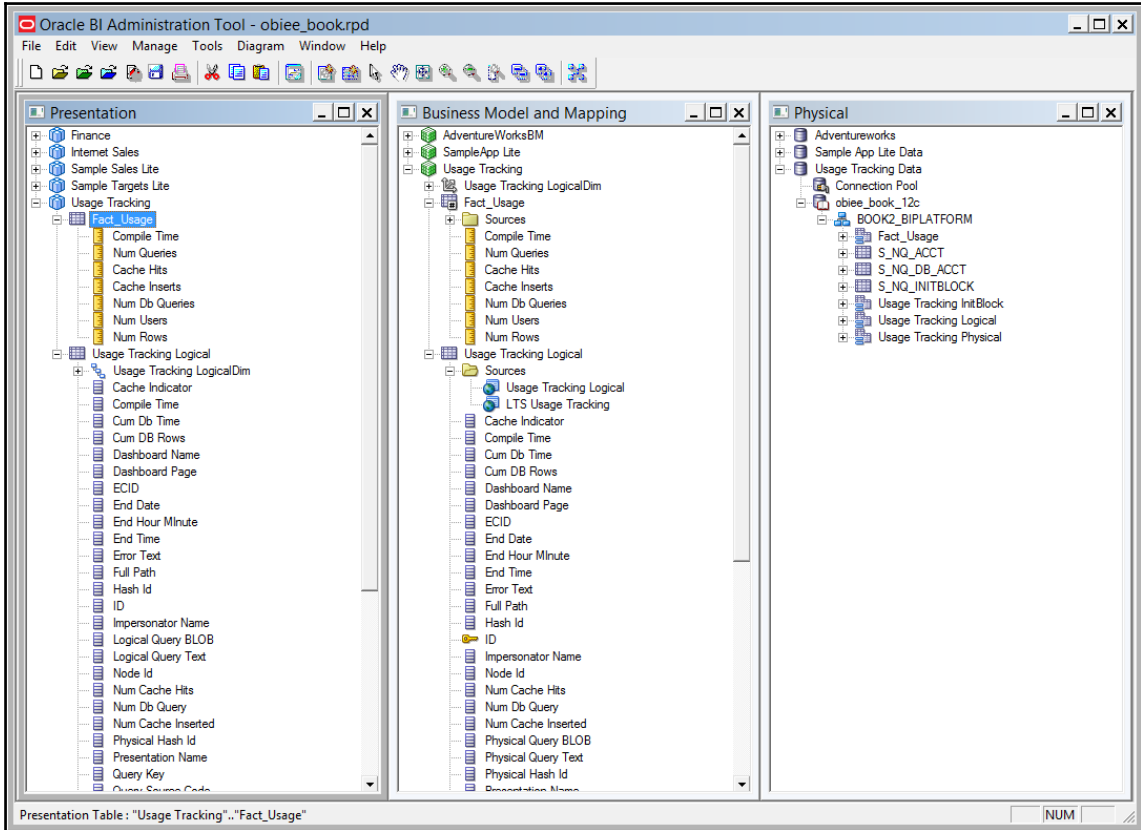 Oracle BI Administration Tool - obiee_book.rpd
File Edit View Manage Tools Diagram Window Help
Presentation
Finance
Internet Sales
Sample Sales Lite
Sample Targets Lite
Usage Tracking
Fact_Usage
Compile Time
Num Queries
Cache Hits
Cache Inserts
Num Db Queries
Num Users
Num Rows
Usage Tracking Logical
Usage Tracking LogicalDim
Cache Indicator
Compile Time
Cum Db Time
Cum DB Rows
Dashboard Name
Dashboard Page
ECID
End Date
End Hour MInute
End Time
Error Text
Full Path
Hash Id
ID
Impersonator Name
Logical Query BLOB
Logical Query Text
Node Id
Num Cache Hits
Num Db Query
Num Cache Inserted
Physical Hash Id
Presentation Name
Query Key
Query Source Code
Business Model and Mapping
AdventureWorksBM
SampleApp Lite
Usage Tracking
Usage Tracking LogicalDim
Fact_Usage
Sources
Compile Time
Num Queries
Cache Hits
Cache Inserts
Num Db Queries
Num Users
Num Rows
Usage Tracking Logical
Sources
Usage Tracking Logical
LTS Usage Tracking
Cache Indicator
Compile Time
Cum Db Time
Cum DB Rows
Dashboard Name
Dashboard Page
ECID
End Date
End Hour MInute
End Time
Error Text
Full Path
Hash Id
ID
Impersonator Name
Node Id
Num Cache Hits
Num Db Query
Num Cache Inserted
Physical Query BLOB
Physical Query Text
Physical Hash Id
Presentation Name
Physical
Adventureworks
Sample App Lite Data
Usage Tracking Data
Connection Pool
obiee_book_12c
BOOK2_BIPLATFORM
Fact_Usage
S_NQ_ACCT
S_NQ_DB_ACCT
S_NQ_INITBLOCK
Usage Tracking InitBlock
Usage Tracking Logical
Usage Tracking Physical
Presentation Table : "Usage Tracking".."Fact_Usage"
NUM